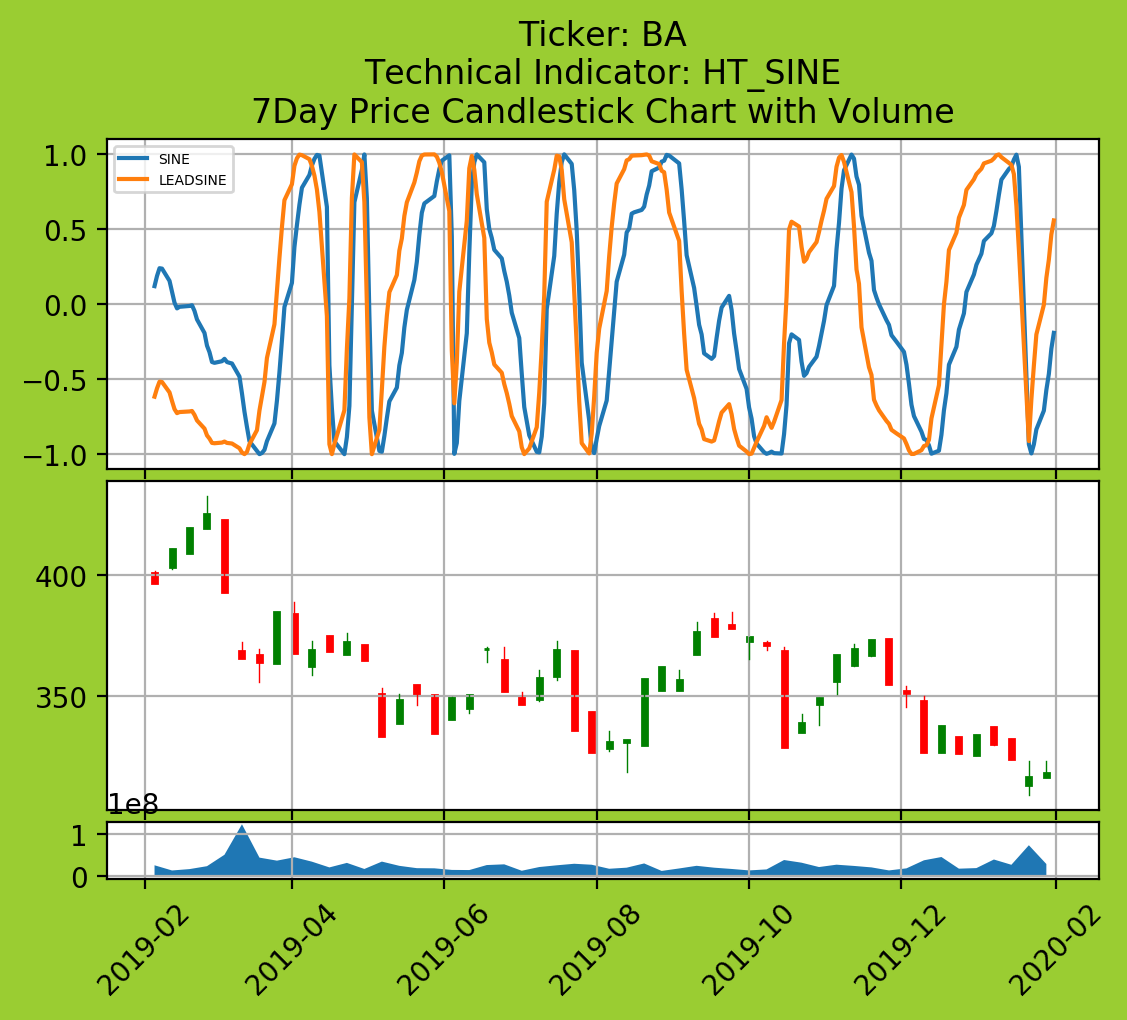 Ticker: BA
Technical Indicator: HT_SINE
7Day Price Candlestick Chart with Volume
SINE
LEADSINE
1.0
0.5
0.0
−0.5
−1.0
400
350
1e8
1
0
2019-02
2019-04
2019-06
2019-08
2019-10
2019-12
2020-02